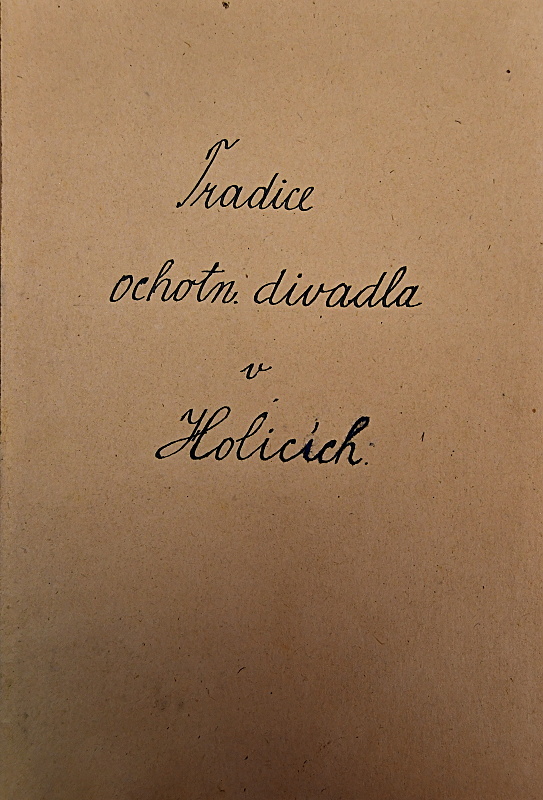 Tradice
ochotn. divadla
v
Holicích.